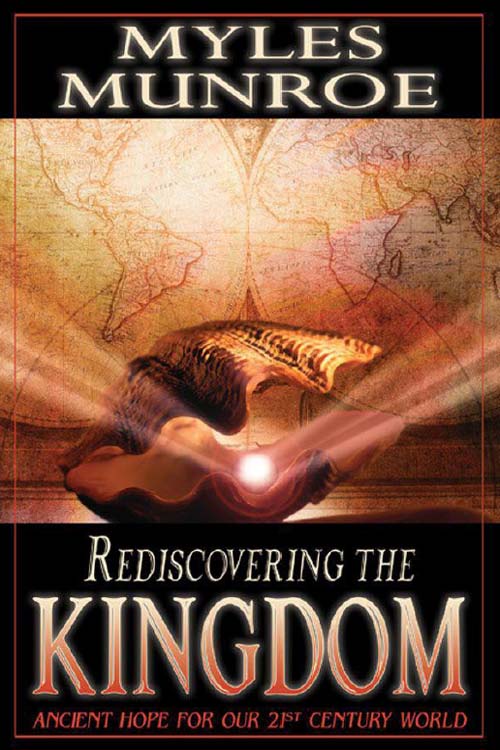 MYLES
MUNROE
REDISCOVERING THE
KINGDOM
ANCIENT HOPE FOR OUR 21ST CENTURY WORLD